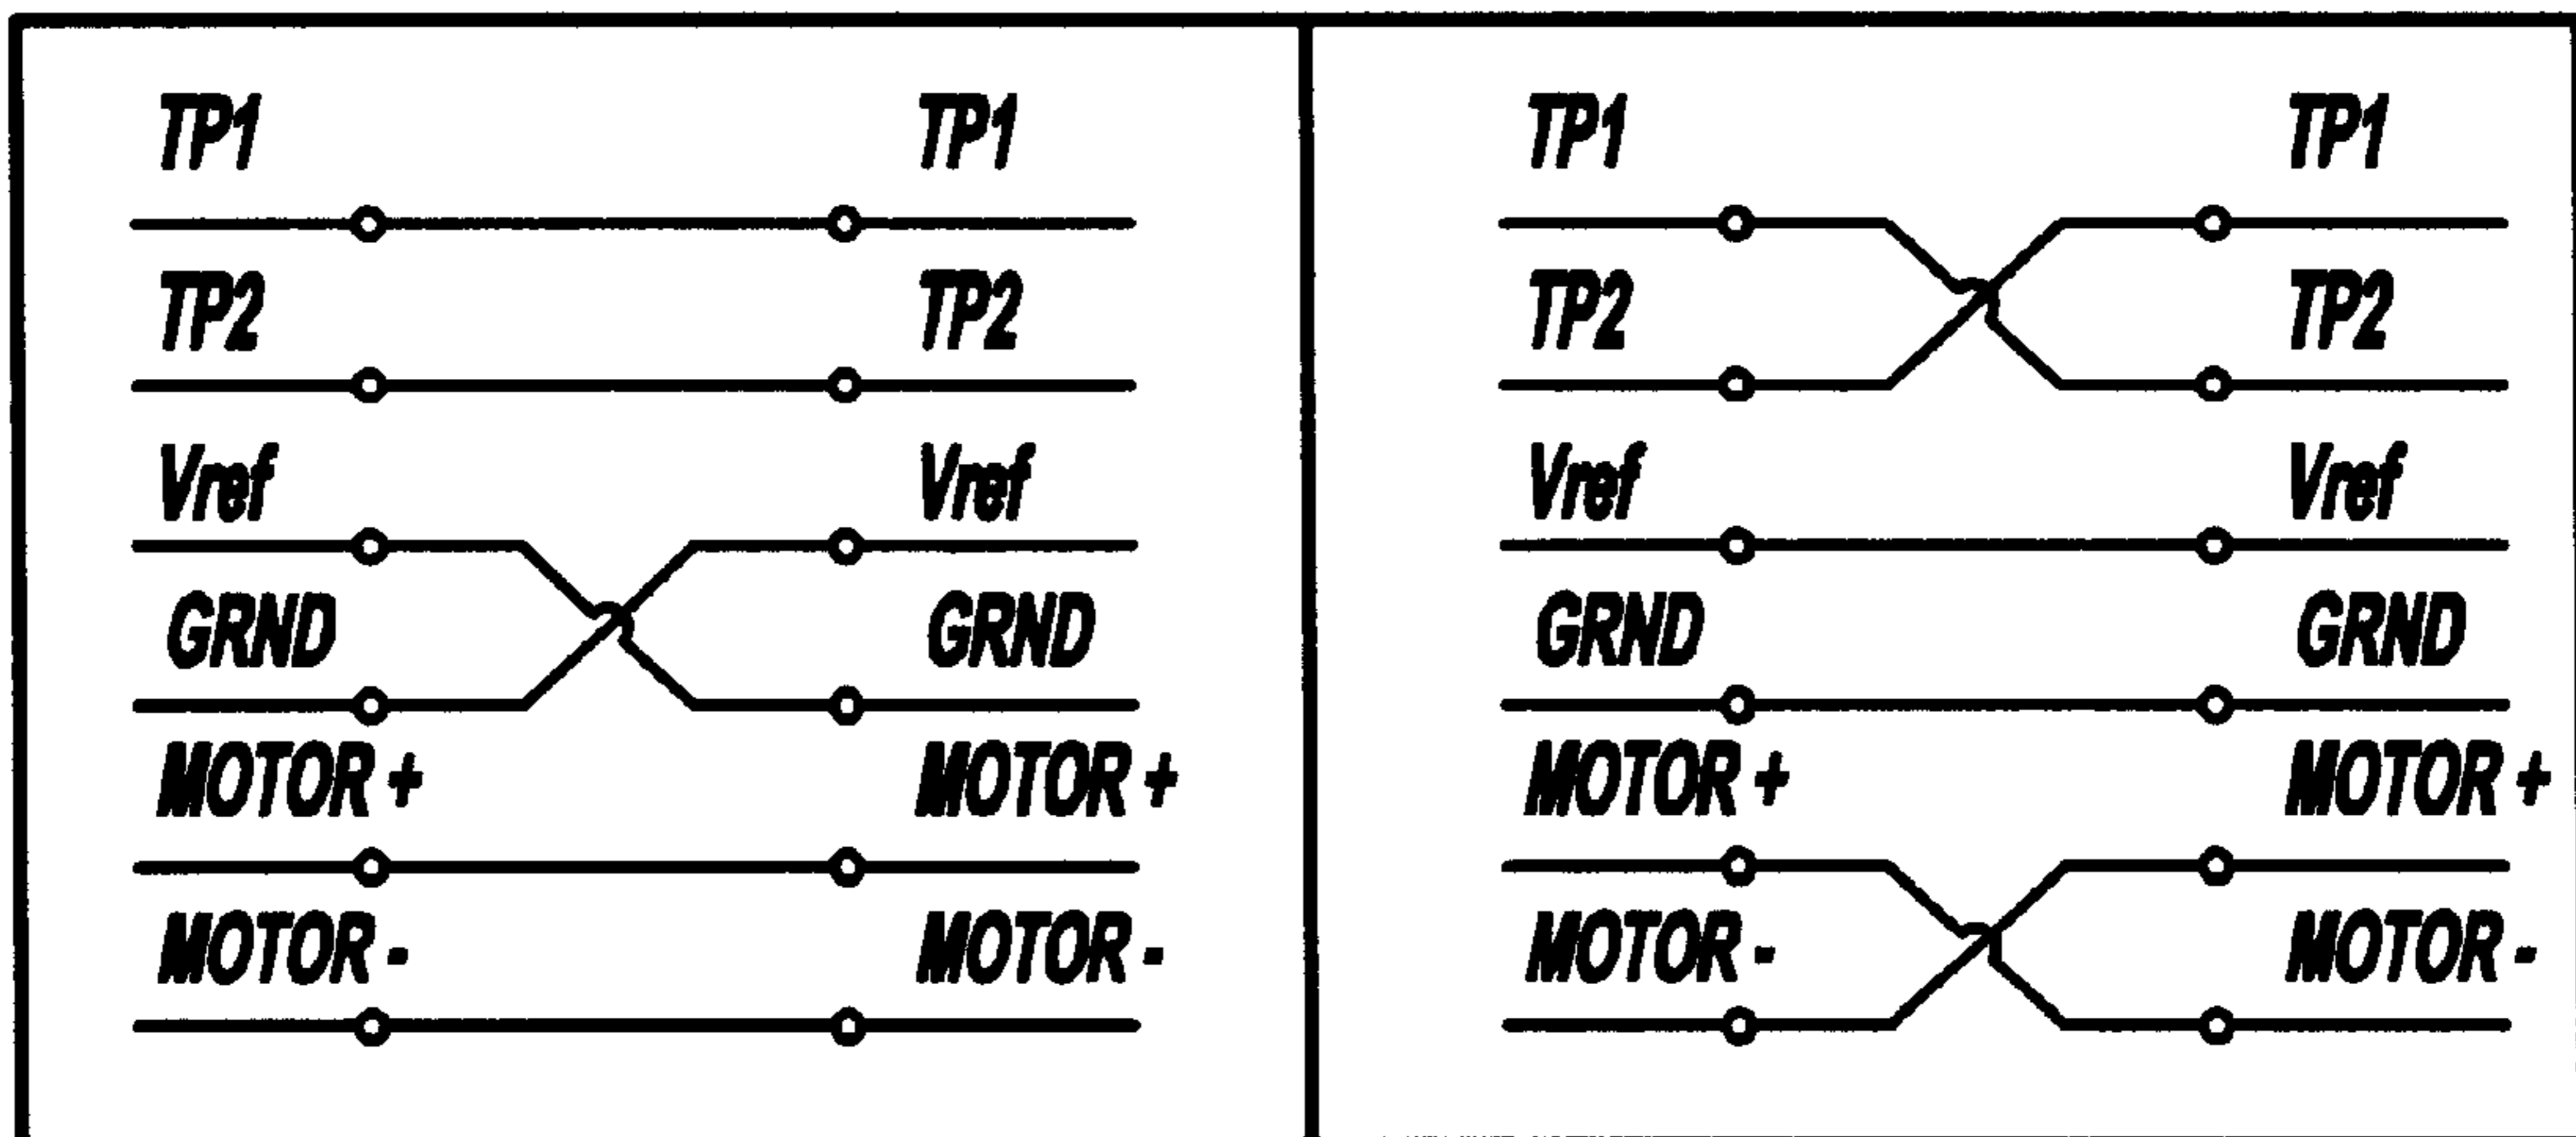 TP1 TP1 TP1 TP1
TP2 TP2 TP2 TP2
Vref Vref Vref Vref
GRND GRND GRND GRND
MOTOR + MOTOR + MOTOR + MOTOR +
MOTOR - MOTOR - MOTOR - MOTOR -